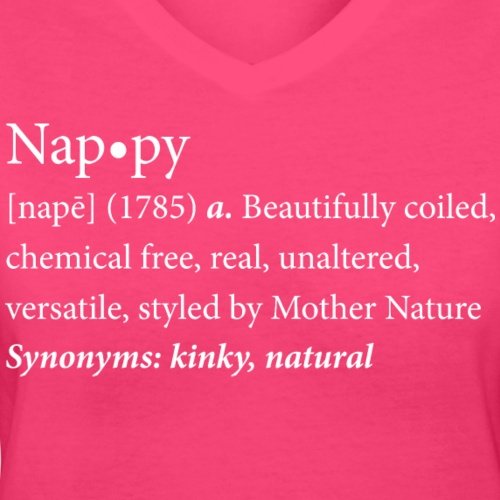 Nap•py
[napē] (1785) a. Beautifully coiled,
chemical free, real, unaltered,
versatile, styled by Mother Nature
Synonyms: kinky, natural